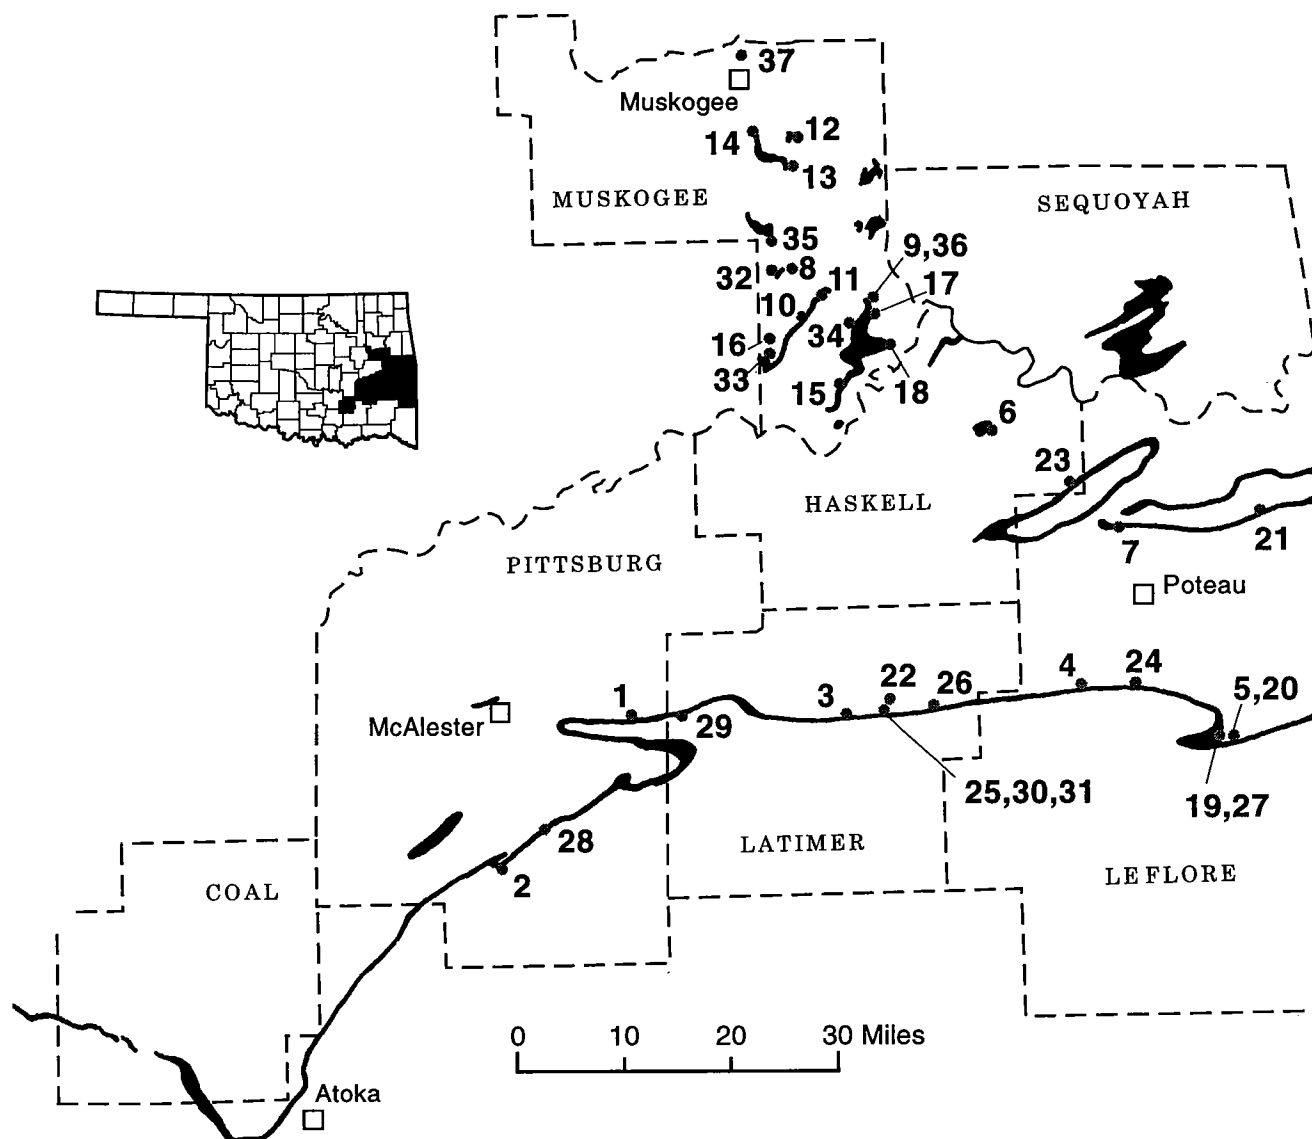 37
Muskogee
12
14
13
MUSKOGEE
SEQUOYAH
35
9,36
32
8
11
17
10
34
16
33
15
18
6
23
HASKELL
21
7
PITTSBURG
Poteau
4
24
22
26
5,20
1
3
McAlester
29
25,30,31
19,27
28
LATIMER
LEFLORE
2
COAL
0 10 20 30 Miles
Atoka